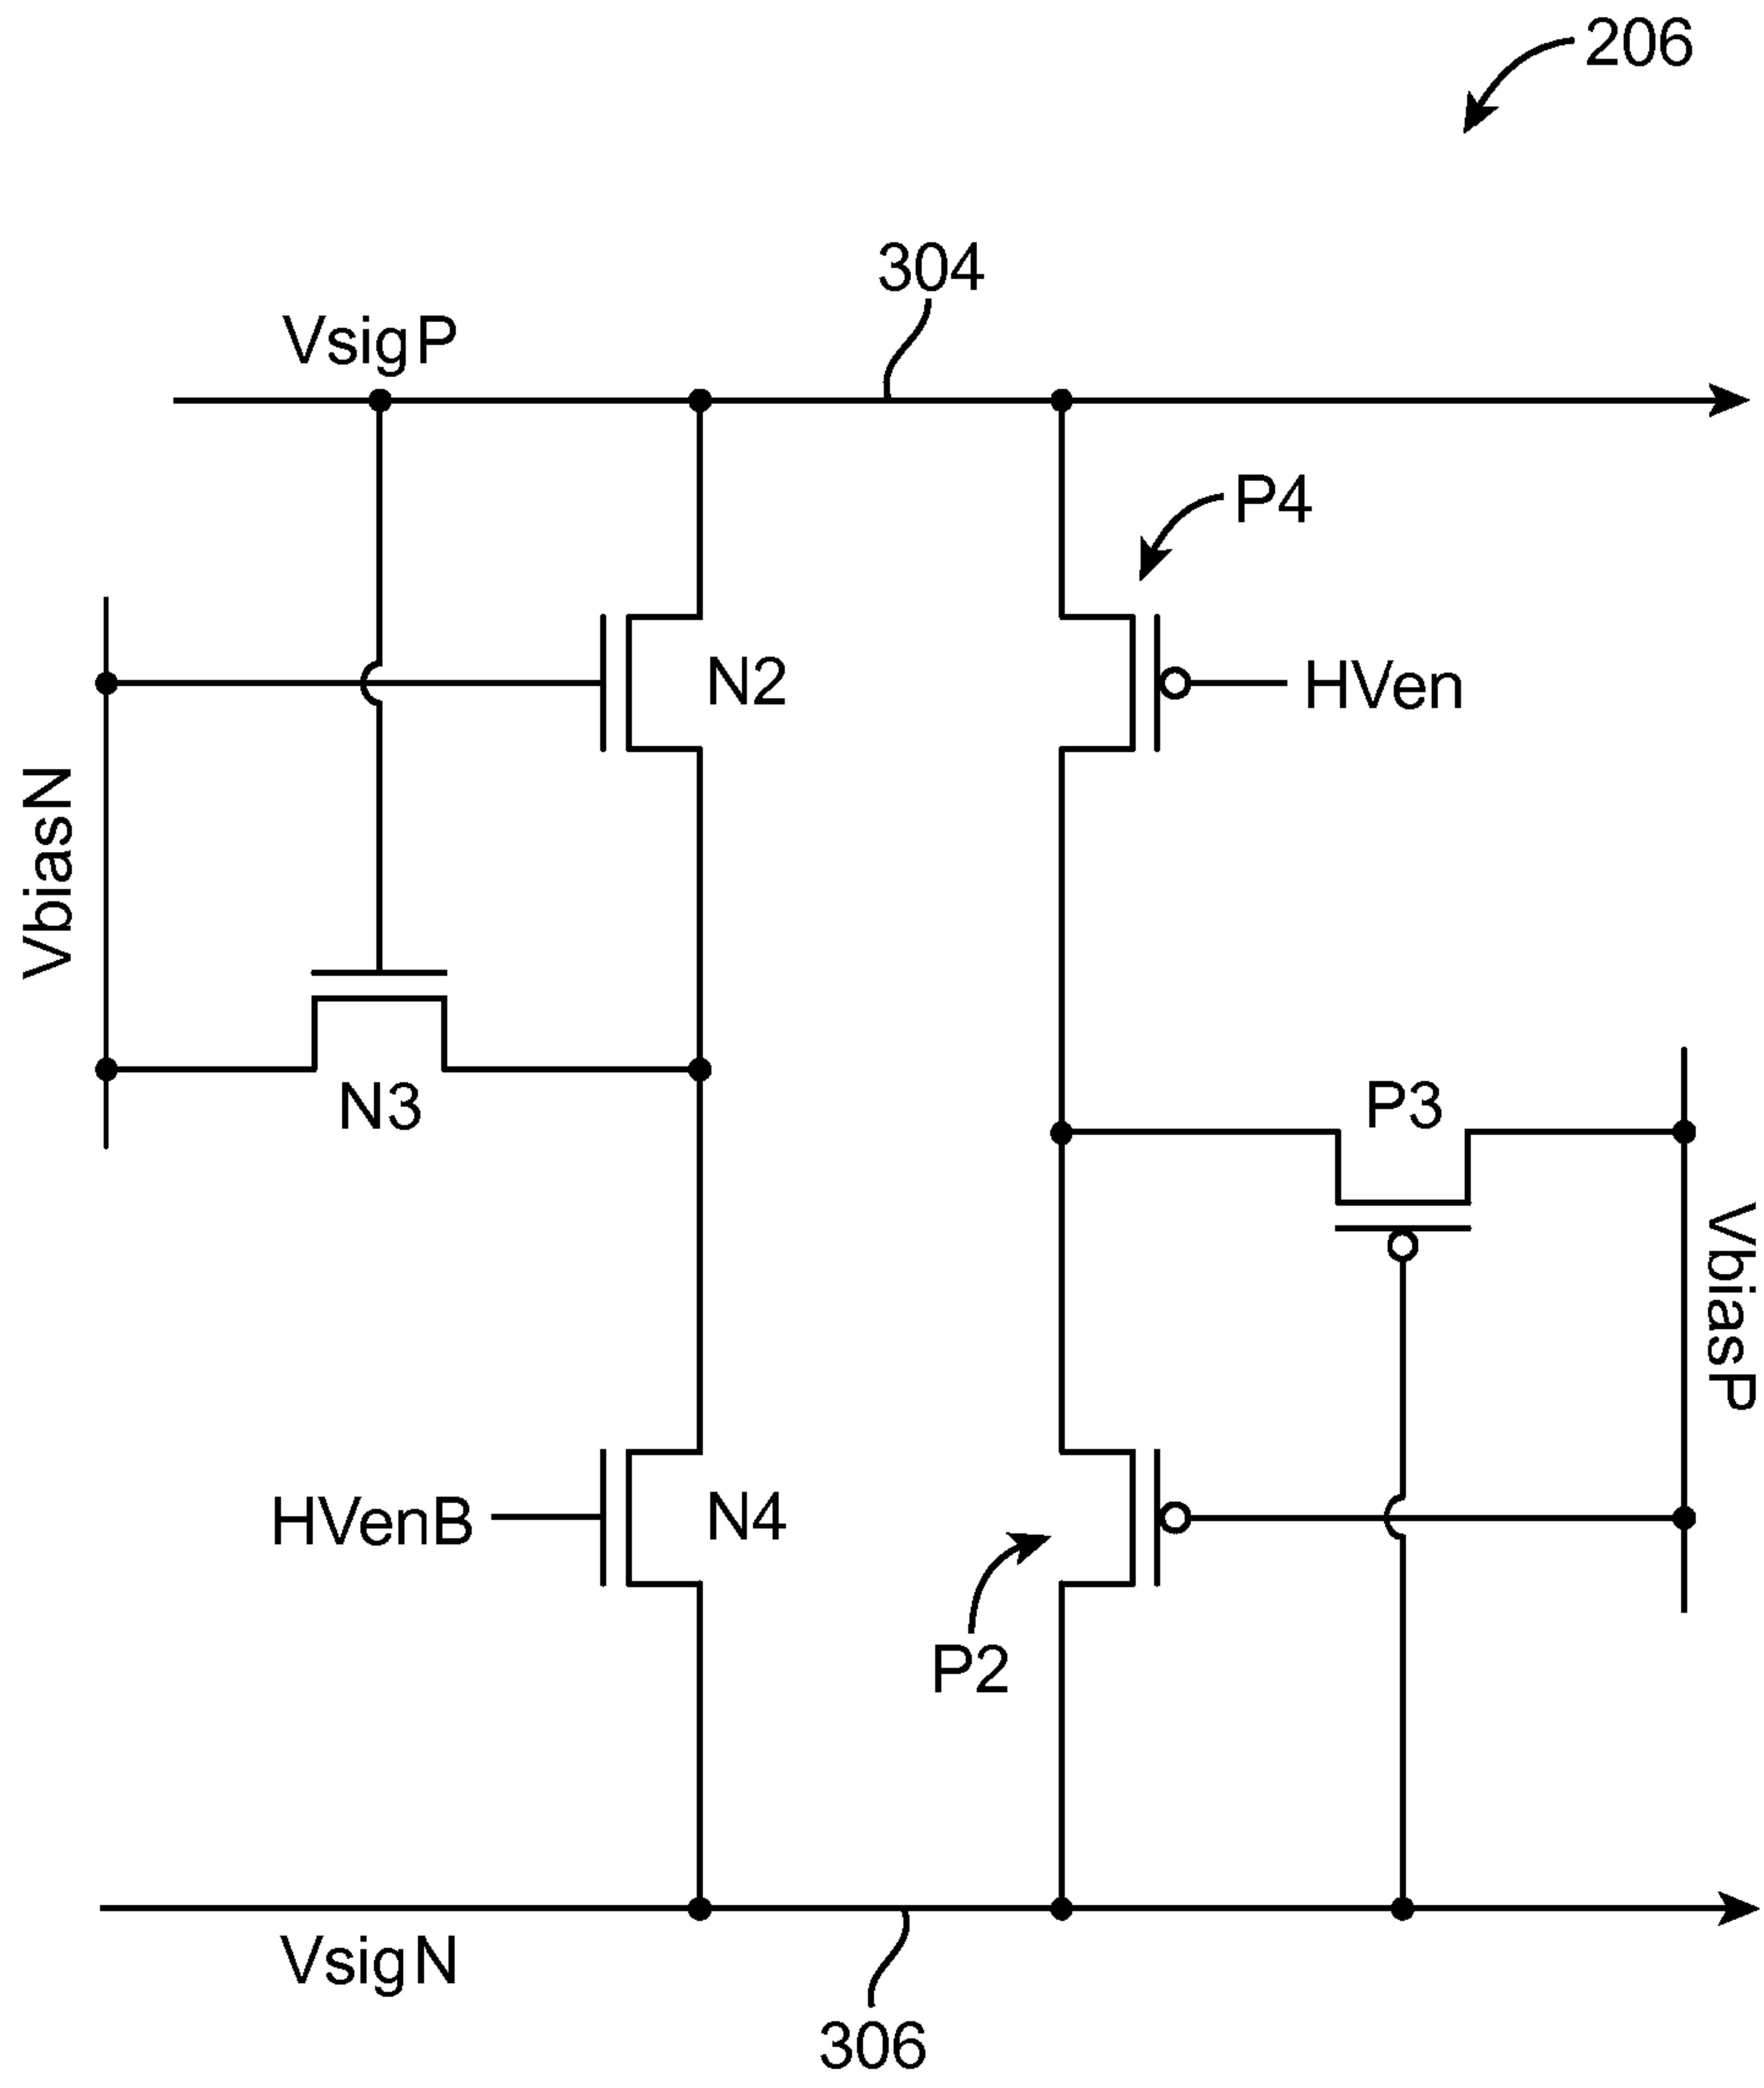 206
304
VsigP
P4
N2
HVen
VbiasN
N3
P3
VbiasP
HVenB
N4
P2
VsigN
306